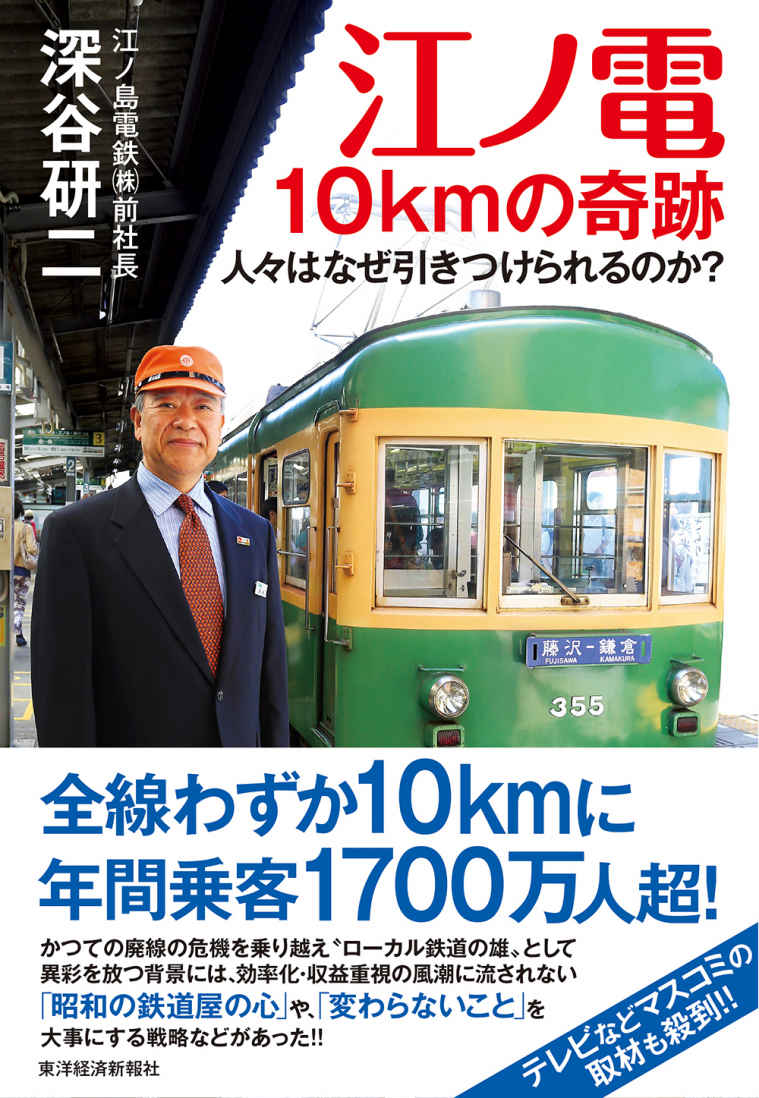 江ノ電
10kmの奇跡
人々はなぜ引きつけられるのか?
江ノ島電鉄㈱前社長
深谷研二
3
2
藤沢－鎌倉
FUJISAWA KAMAKURA
355
全線わずか10kmに
年間乗客1700万人超!
かつての廃線の危機を乗り越え〝ローカル鉄道の雄〟として
異彩を放つ背景には、効率化・収益重視の風潮に流されない
「昭和の鉄道屋の心」や、「変わらないこと」を
大事にする戦略などがあった!!
東洋経済新報社
テレビなどマスコミの
取材も殺到!!